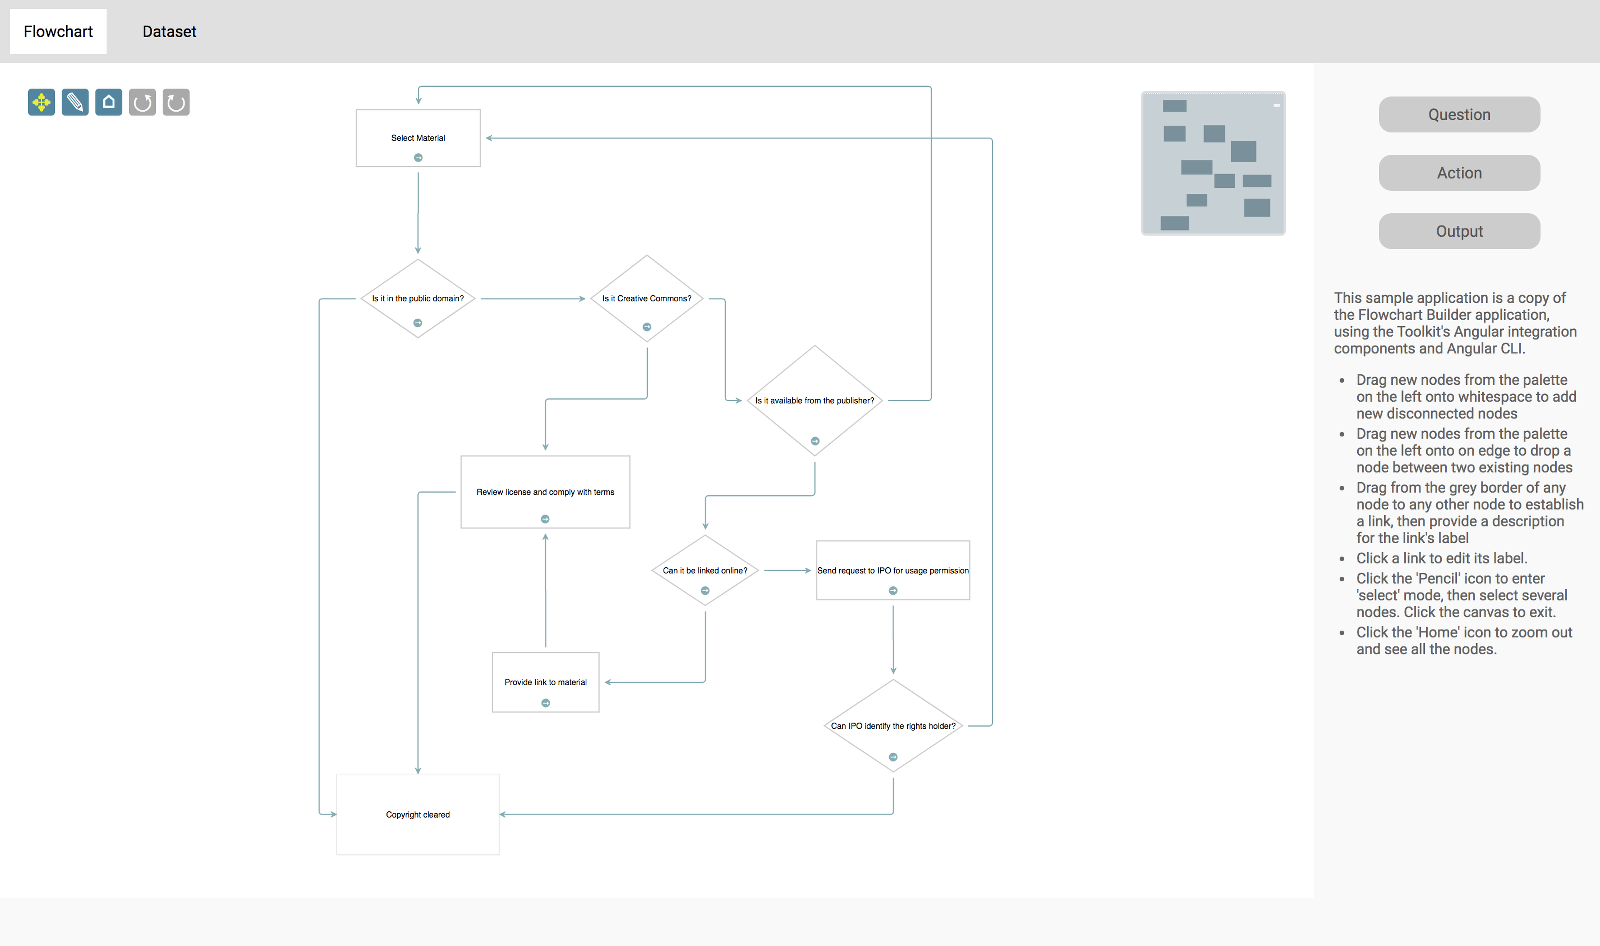 Flowchart
Dataset
Select Material
Is it in the public domain?
Is it Creative Commons?
Is it available from the publisher?
Review license and comply with terms
Can it be linked online?
Send request to IPO for usage permission
Provide link to material
Can IPO identify the rights holder?
Copyright cleared
Question
Action
Output
This sample application is a copy of
the Flowchart Builder application,
using the Toolkit's Angular integration
components and Angular CLI.
• Drag new nodes from the palette
on the left onto whitespace to add
new disconnected nodes
• Drag new nodes from the palette
on the left onto on edge to drop a
node between two existing nodes
• Drag from the grey border of any
node to any other node to establish
a link, then provide a description
for the link's label
• Click a link to edit its label.
• Click the 'Pencil' icon to enter
'select' mode, then select several
nodes. Click the canvas to exit.
• Click the 'Home' icon to zoom out
and see all the nodes.